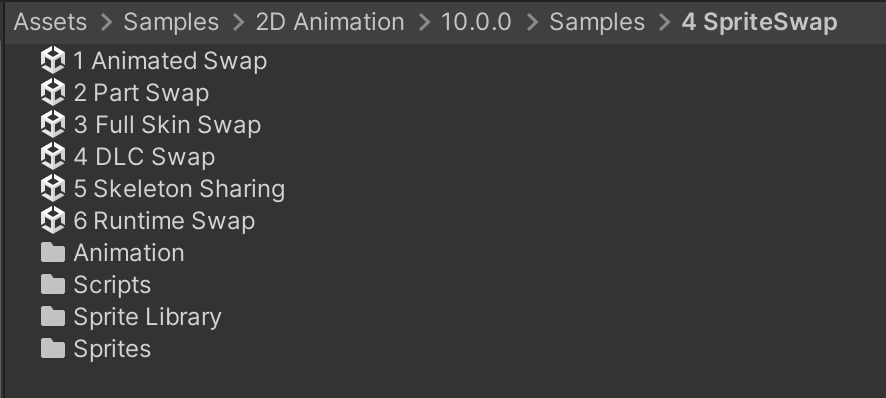 Assets > Samples > 2D Animation > 10.0.0 > Samples > 4 SpriteSwap
1 Animated Swap
2 Part Swap
3 Full Skin Swap
4 DLC Swap
5 Skeleton Sharing
6 Runtime Swap
Animation
Scripts
Sprite Library
Sprites